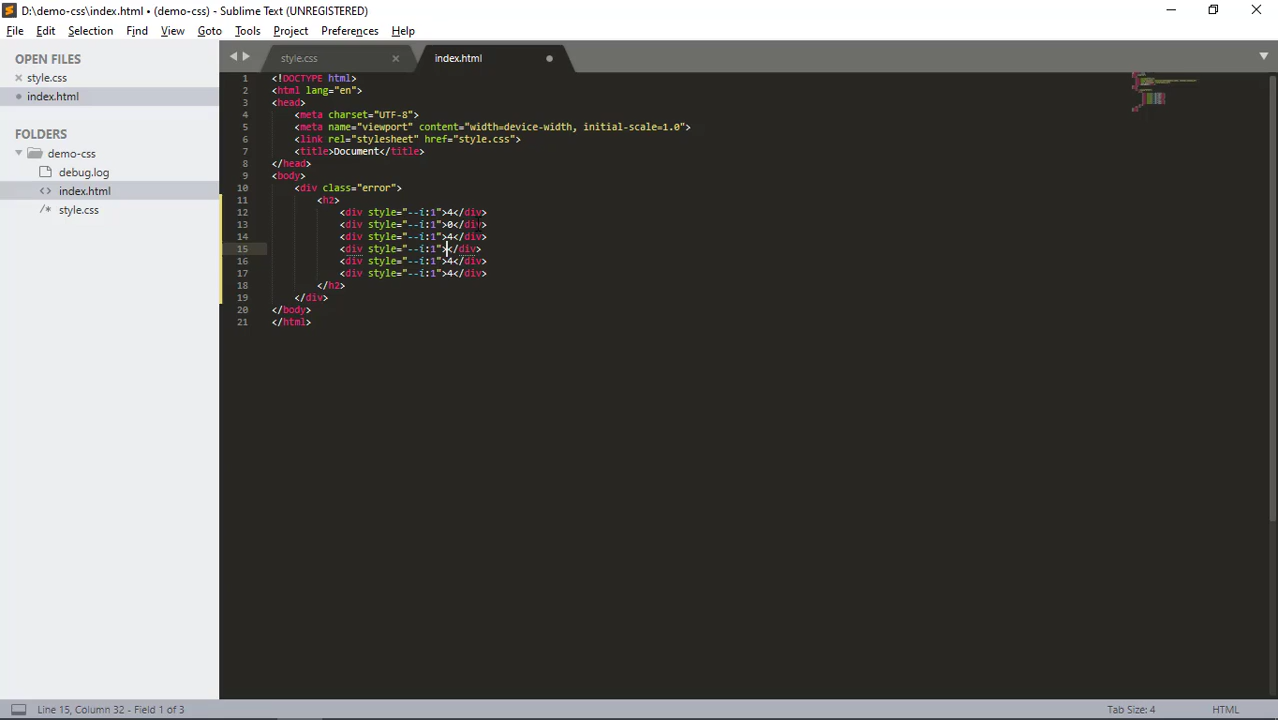 D:\demo-css\index.html • (demo-css) - Sublime Text (UNREGISTERED)
File Edit Selection Find View Goto Tools Project Preferences Help
OPEN FILES
style.css
index.html
FOLDERS
demo-css
debug.log
index.html
style.css
style.css
index.html
1 <!DOCTYPE html>
2 <html lang="en">
3 <head>
4 <meta charset="UTF-8">
5 <meta name="viewport" content="width=device-width, initial-scale=1.0">
6 <link rel="stylesheet" href="style.css">
7 <title>Document</title>
8 </head>
9 <body>
10 <div class="error">
11 <h2>
12 <div style="--i:1">4</div>
13 <div style="--i:1">0</div>
14 <div style="--i:1">4</div>
15 <div style="--i:1"></div>
16 <div style="--i:1">4</div>
17 <div style="--i:1">4</div>
18 </h2>
19 </div>
20 </body>
21 </html>
Line 15, Column 32 - Field 1 of 3
Tab Size: 4
HTML